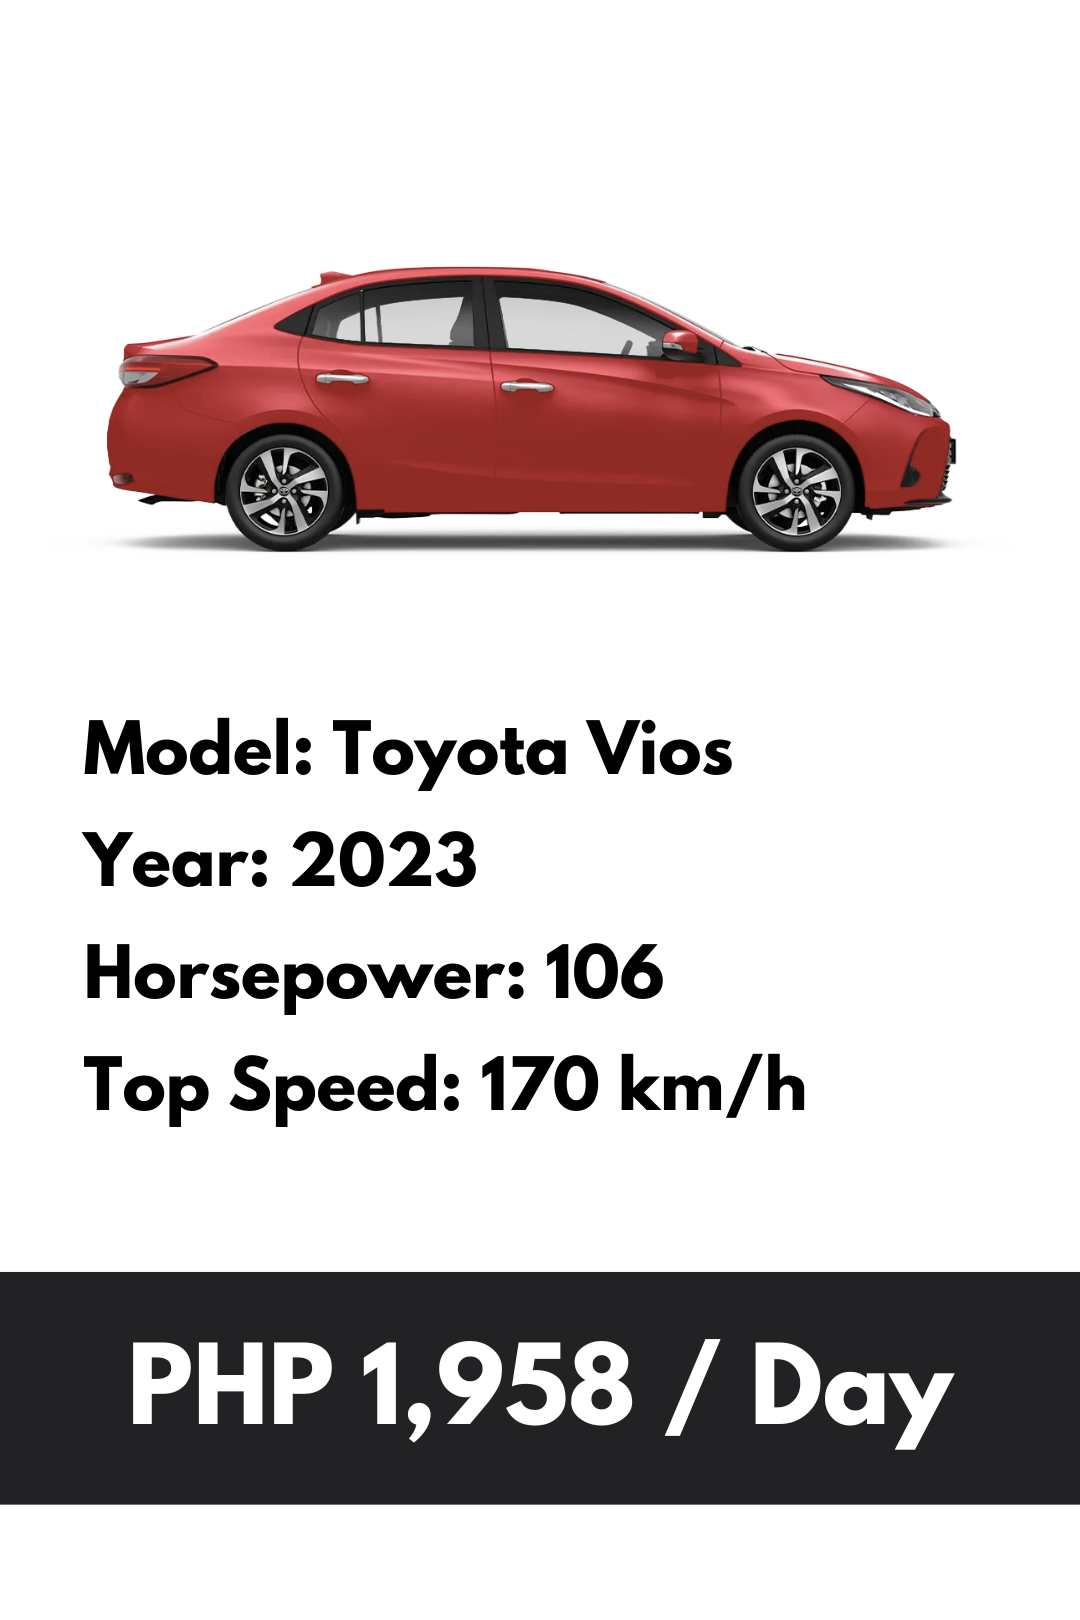 Model: Toyota Vios
Year: 2023
Horsepower: 106
Top Speed: 170 km/h
PHP 1,958 / Day